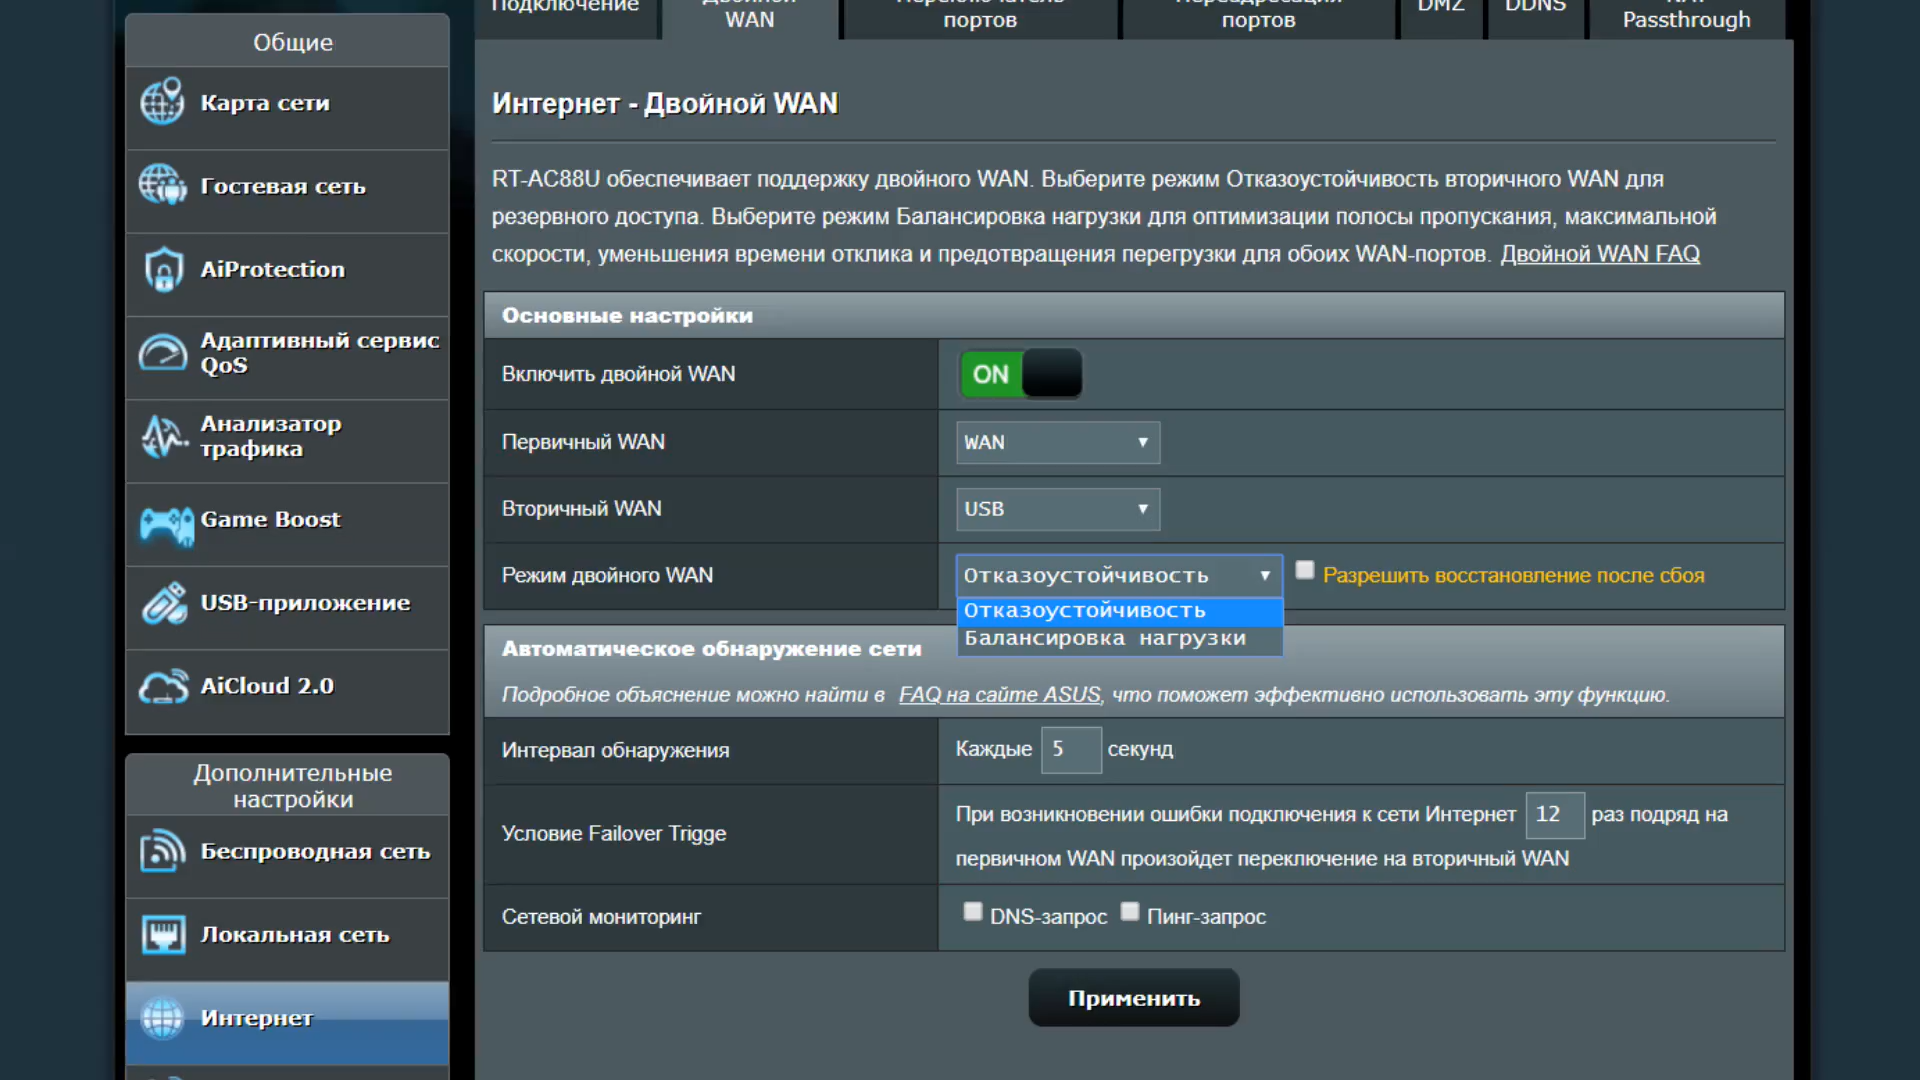 Подключение
Двойной
WAN
Переключатель
портов
Переадресация
портов
DMZ
DDNS
NAT
Passthrough
Общие
Карта сети
Гостевая сеть
AiProtection
Адаптивный сервис
QoS
Анализатор
трафика
Game Boost
USB-приложение
AiCloud 2.0
Дополнительные
настройки
Беспроводная сеть
Локальная сеть
Интернет
Интернет - Двойной WAN
RT-AC88U обеспечивает поддержку двойного WAN. Выберите режим Отказоустойчивость вторичного WAN для
резервного доступа. Выберите режим Балансировка нагрузки для оптимизации полосы пропускания, максимальной
скорости, уменьшения времени отклика и предотвращения перегрузки для обоих WAN-портов. Двойной WAN FAQ
Основные настройки
Включить двойной WAN
ON
Первичный WAN
WAN
Вторичный WAN
USB
Режим двойного WAN
Отказоустойчивость
Разрешить восстановление после сбоя
Отказоустойчивость
Балансировка нагрузки
Автоматическое обнаружение сети
Подробное объяснение можно найти в FAQ на сайте ASUS, что поможет эффективно использовать эту функцию.
Интервал обнаружения
Каждые 5 секунд
Условие Failover Trigge
При возникновении ошибки подключения к сети Интернет 12 раз подряд на
первичном WAN произойдет переключение на вторичный WAN
Сетевой мониторинг
DNS-запрос Пинг-запрос
Применить